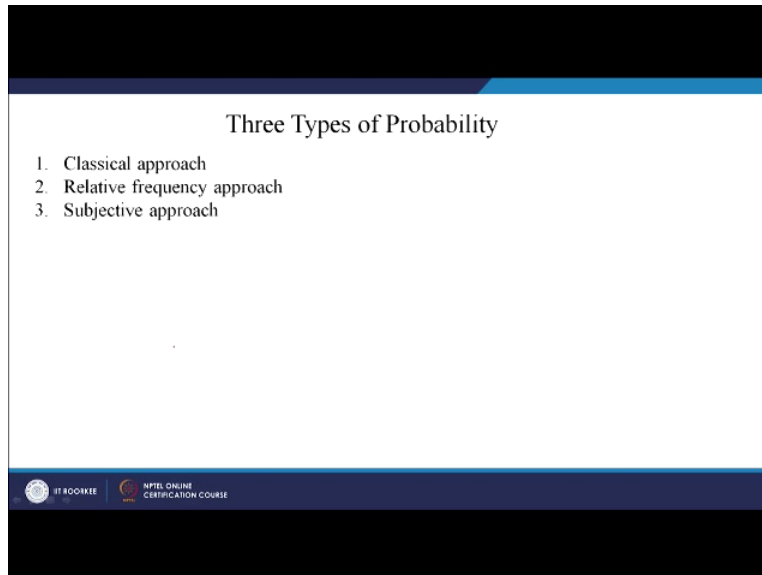 Three Types of Probability
1. Classical approach
2. Relative frequency approach
3. Subjective approach
IIT ROORKEE
NPTEL ONLINE
CERTIFICATION COURSE